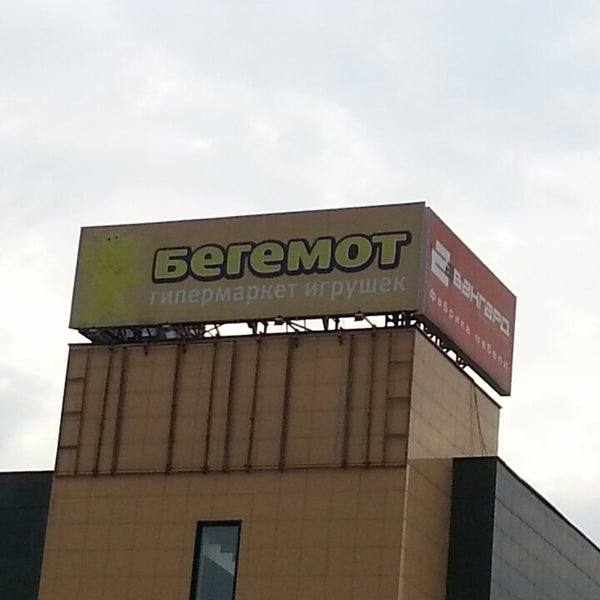 Бегемот
гипермаркет игрушек
Вангард
фабрика мебели